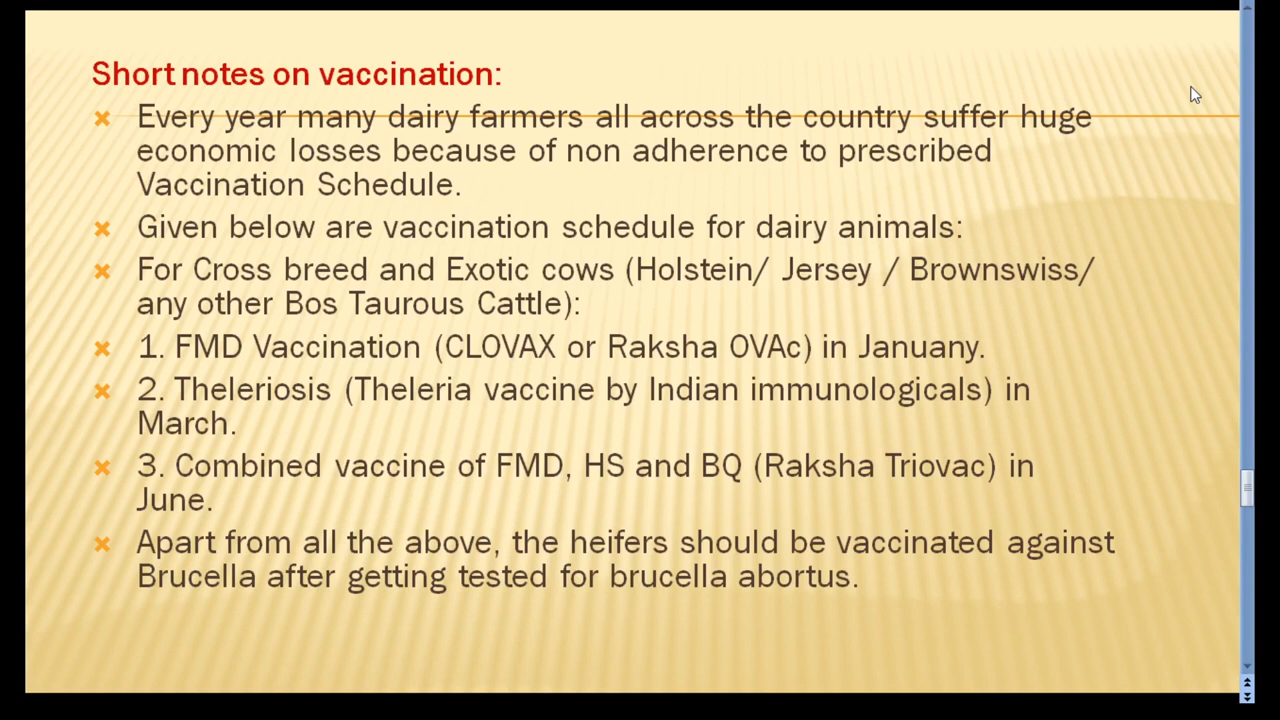 Short notes on vaccination:
Every year many dairy farmers all across the country suffer huge
economic losses because of non adherence to prescribed
Vaccination Schedule.
Given below are vaccination schedule for dairy animals:
For Cross breed and Exotic cows (Holstein/ Jersey / Brownswiss/
any other Bos Taurous Cattle):
1. FMD Vaccination (CLOVAX or Raksha OVAc) in January.
2. Theleriosis (Theleria vaccine by Indian immunologicals) in
March.
3. Combined vaccine of FMD, HS and BQ (Raksha Triovac) in
June.
Apart from all the above, the heifers should be vaccinated against
Brucella after getting tested for brucella abortus.